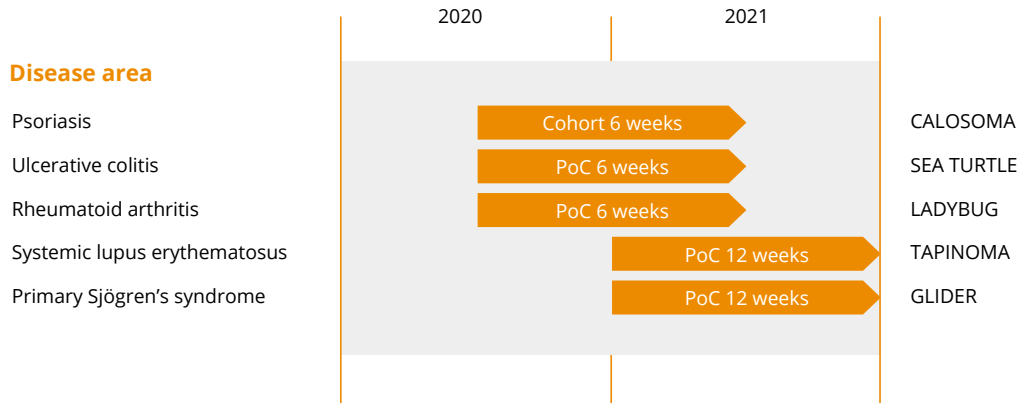 2020 2021
Disease area
Psoriasis Cohort 6 weeks CALOSOMA
Ulcerative colitis PoC 6 weeks SEA TURTLE
Rheumatoid arthritis PoC 6 weeks LADYBUG
Systemic lupus erythematosus PoC 12 weeks TAPINOMA
Primary Sjögren’s syndrome PoC 12 weeks GLIDER